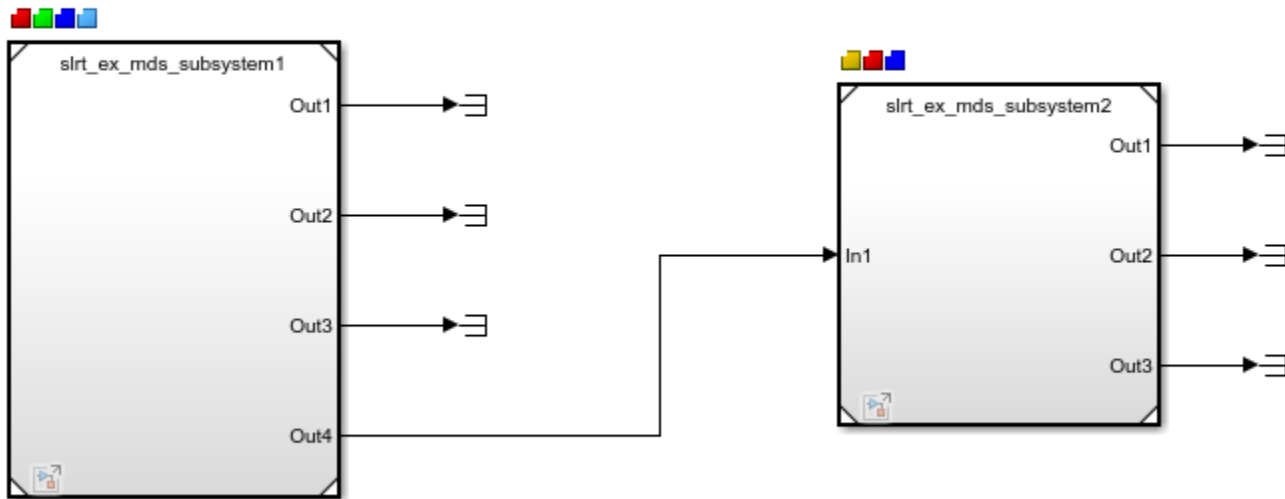 slrt_ex_mds_subsystem1
Out1
Out2
Out3
Out4
slrt_ex_mds_subsystem2
In1
Out1
Out2
Out3